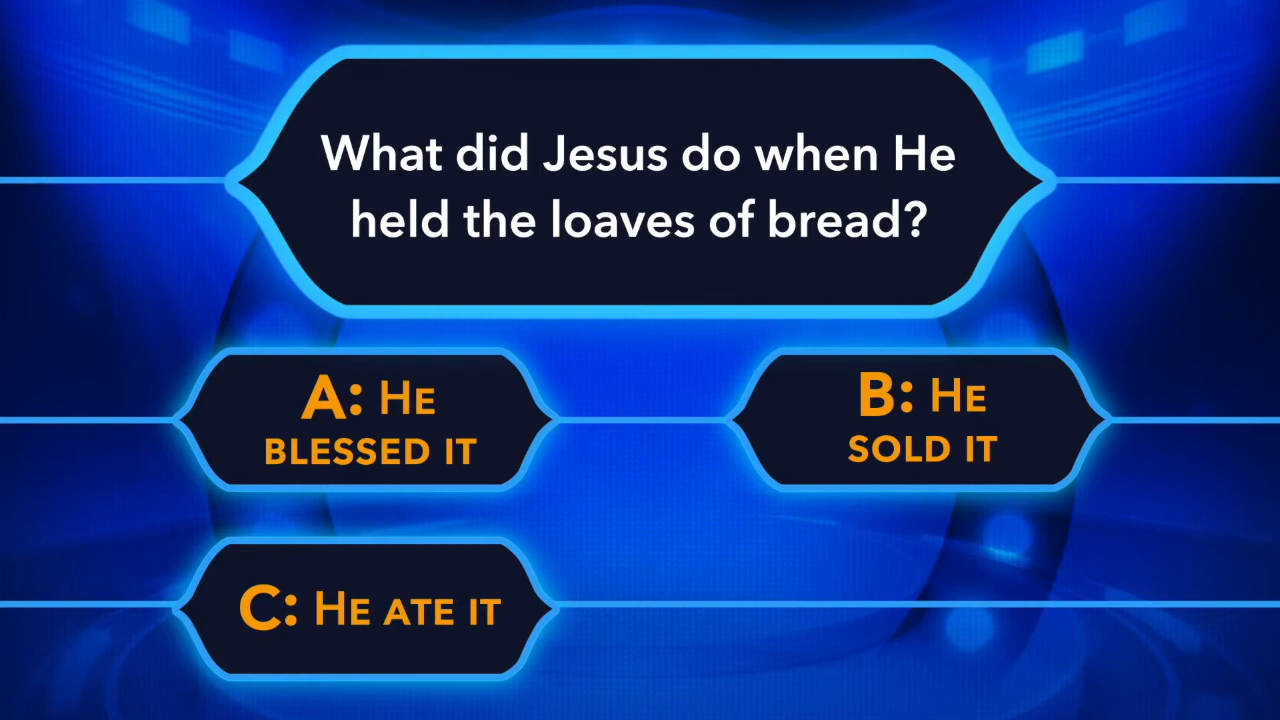 What did Jesus do when He
held the loaves of bread?
A: He
BLESSED IT
B: He
SOLD IT
C: He ATE IT